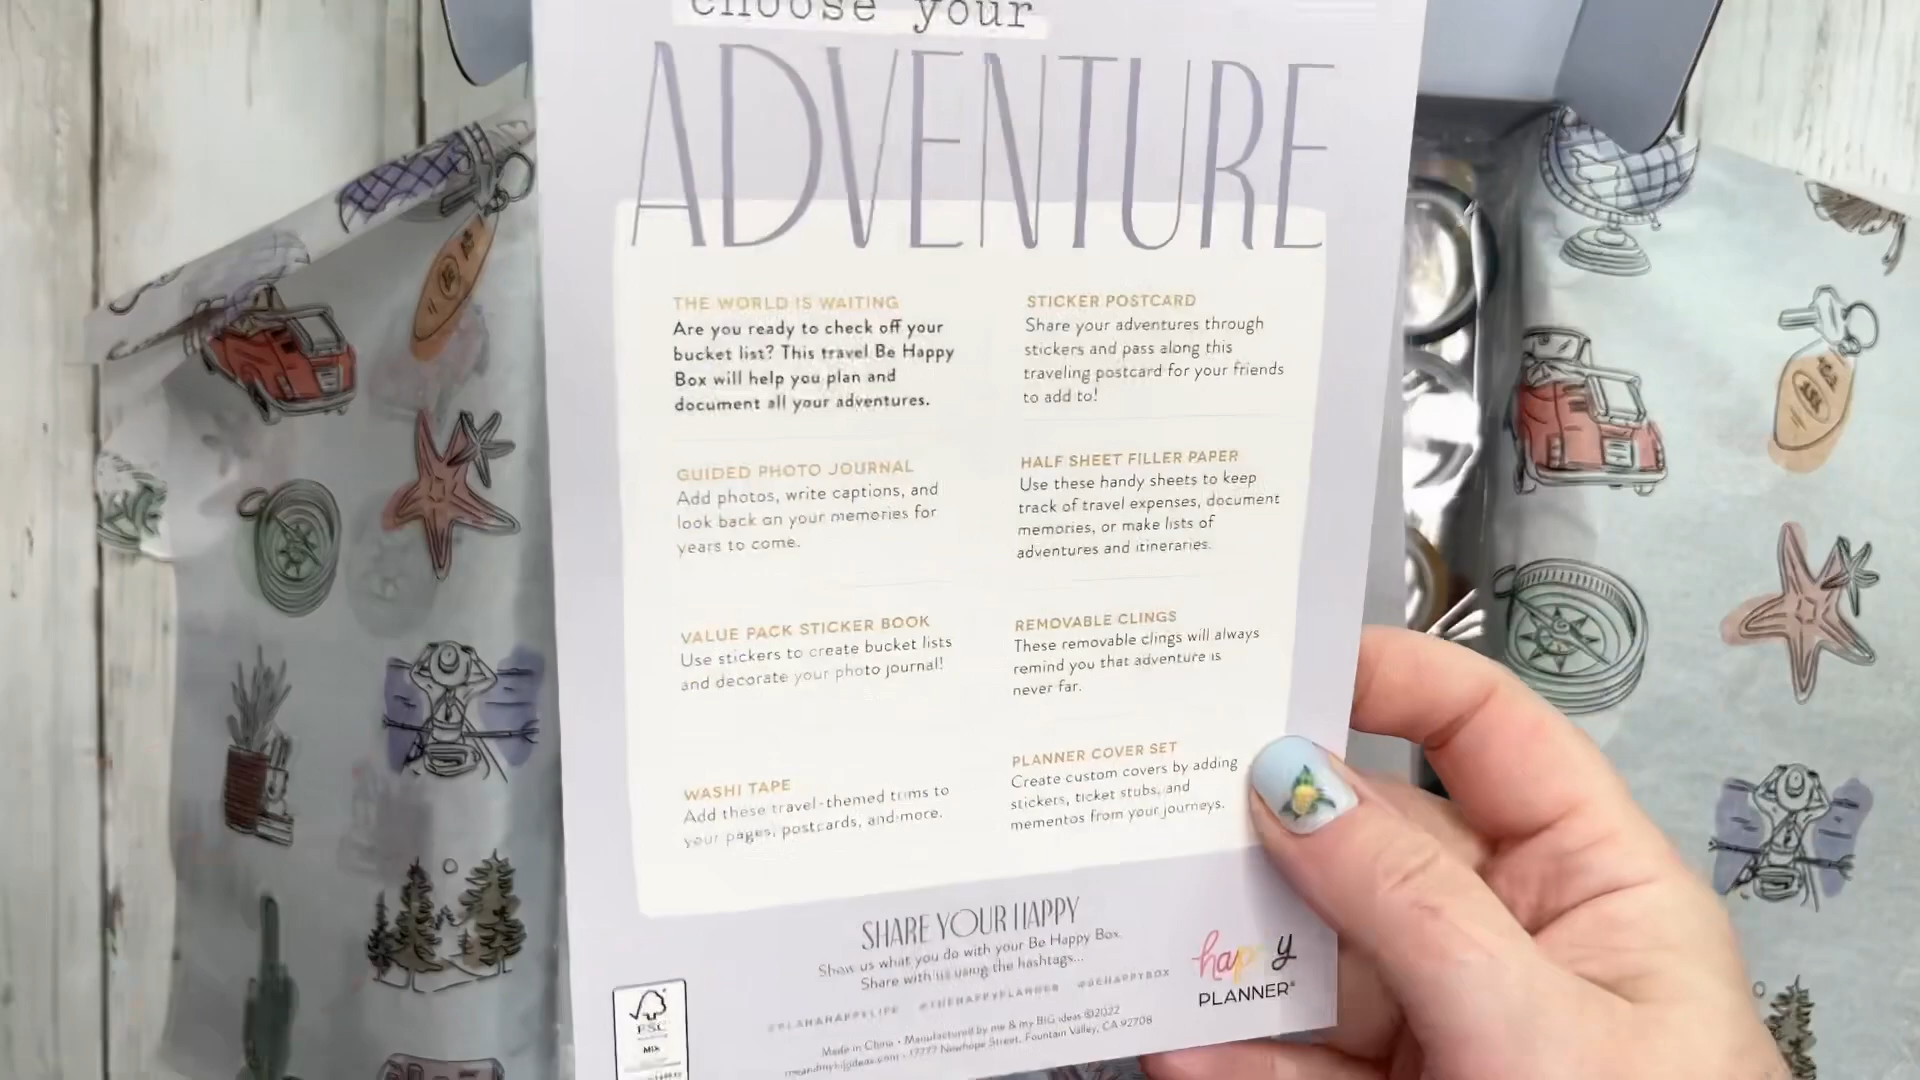 choose your
ADVENTURE
THE WORLD IS WAITING
Are you ready to check off your
bucket list? This travel Be Happy
Box will help you plan and
document all your adventures.
GUIDED PHOTO JOURNAL
Add photos, write captions, and
look back on your memories for
years to come.
VALUE PACK STICKER BOOK
Use stickers to create bucket lists
and decorate your photo journal!
WASHI TAPE
Add these travel-themed trims to
your pages, postcards, and more.
STICKER POSTCARD
Share your adventures through
stickers and pass along this
traveling postcard for your friends
to add to!
HALF SHEET FILLER PAPER
Use these handy sheets to keep
track of travel expenses, document
memories, or make lists of
adventures and itineraries.
REMOVABLE CLINGS
These removable clings will always
remind you that adventure is
never far.
PLANNER COVER SET
Create custom covers by adding
stickers, ticket stubs, and
mementos from your journeys.
SHARE YOUR HAPPY
Show us what you do with your Be Happy Box.
Share with us using the hashtags...
#PLANAHAPPYLIFE #THEHAPPYPLANNER #BEHAPPYBOX
Made in China • Manufactured by me & my BIG ideas ©2022
meandmybigideas.com • 17777 Newhope Street, Fountain Valley, CA 92708
happy
PLANNER®
FSC
MIX